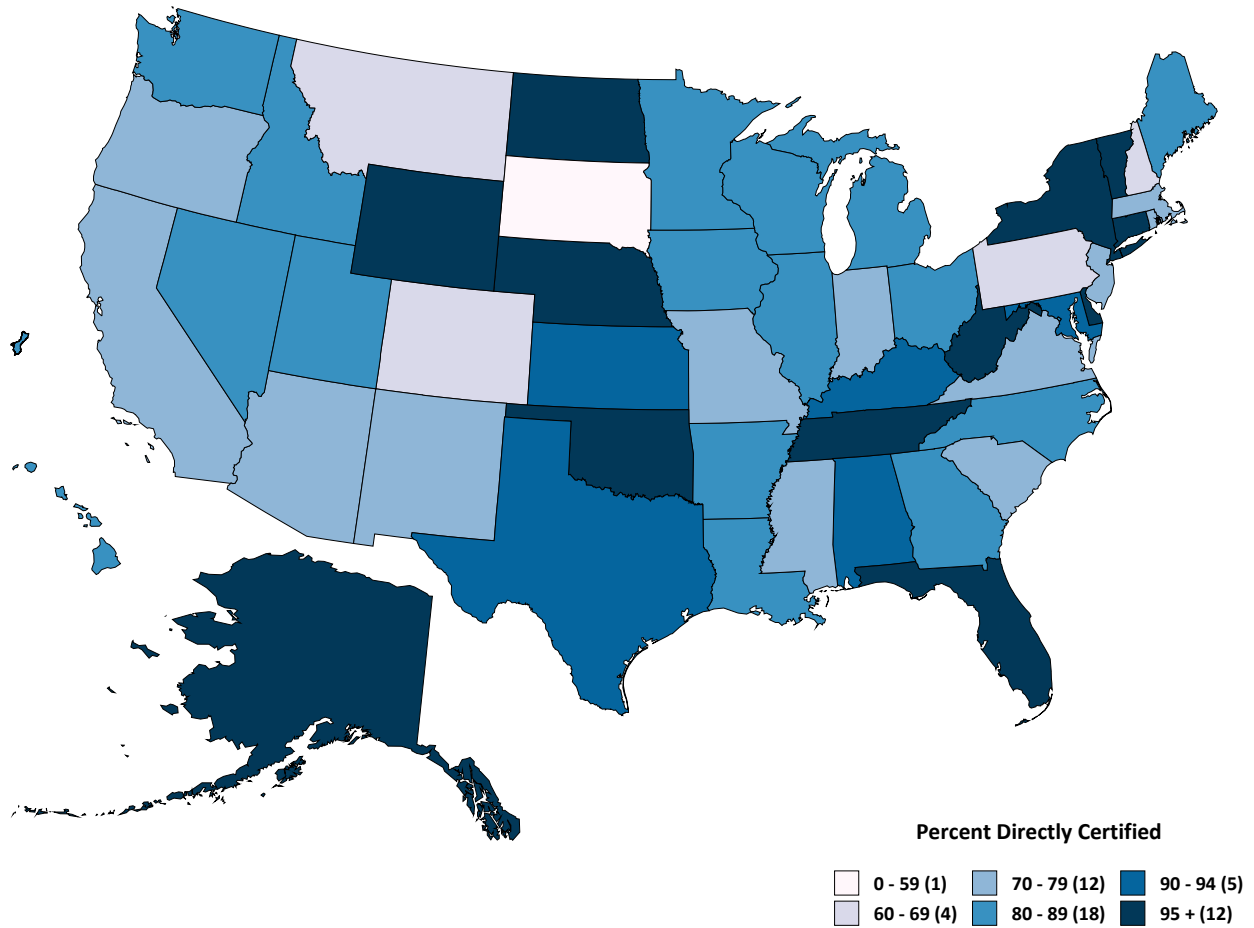 Percent Directly Certified
0 - 59 (1) 70 - 79 (12) 90 - 94 (5)
60 - 69 (4) 80 - 89 (18) 95 + (12)